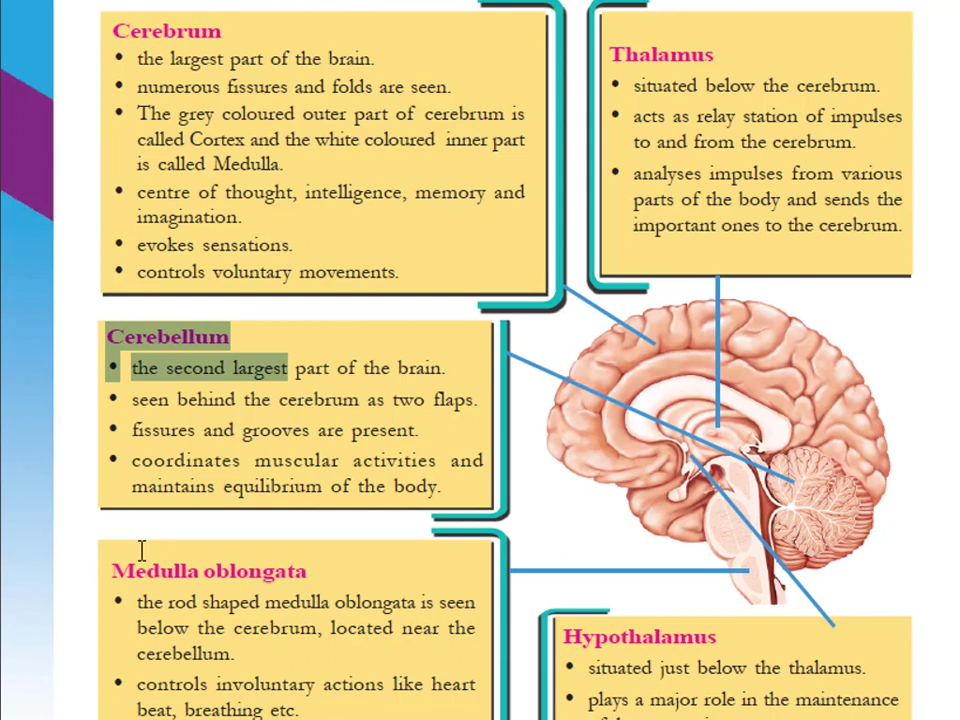 Cerebrum
• the largest part of the brain.
• numerous fissures and folds are seen.
• The grey coloured outer part of cerebrum is
called Cortex and the white coloured inner part
is called Medulla.
• centre of thought, intelligence, memory and
imagination.
• evokes sensations.
• controls voluntary movements.
Thalamus
• situated below the cerebrum.
• acts as relay station of impulses
to and from the cerebrum.
• analyses impulses from various
parts of the body and sends the
important ones to the cerebrum.
Cerebellum
• the second largest part of the brain.
• seen behind the cerebrum as two flaps.
• fissures and grooves are present.
• coordinates muscular activities and
maintains equilibrium of the body.
Medulla oblongata
• the rod shaped medulla oblongata is seen
below the cerebrum, located near the
cerebellum.
• controls involuntary actions like heart
beat, breathing etc.
Hypothalamus
• situated just below the thalamus.
• plays a major role in the maintenance